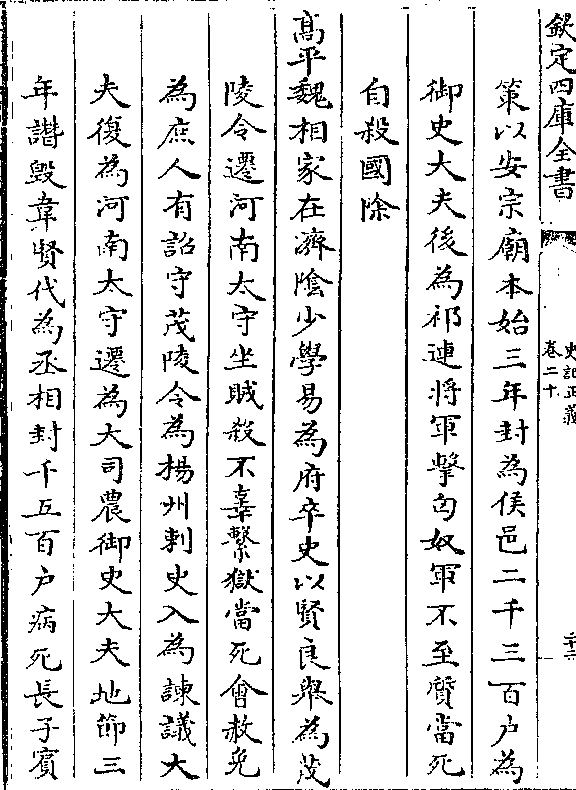 欽定四庫全書
史記正義
卷二十
策以安宗廟本始三年封為侯邑二千三百户為
御史大夫後為祁連將軍擊匈奴軍不至質當死
自殺國除
高平魏相家在濟隂少學易為府卒史以賢良舉為茂
陵令遷河南太守坐賊殺不辜繫獄當死會赦免
為庶人有詔守茂陵令為揚州刺史入為諫議大
夫復為河南太守遷為大司農御史大夫地節三
年譖毁韋賢代為丞相封千五百户病死長子賓